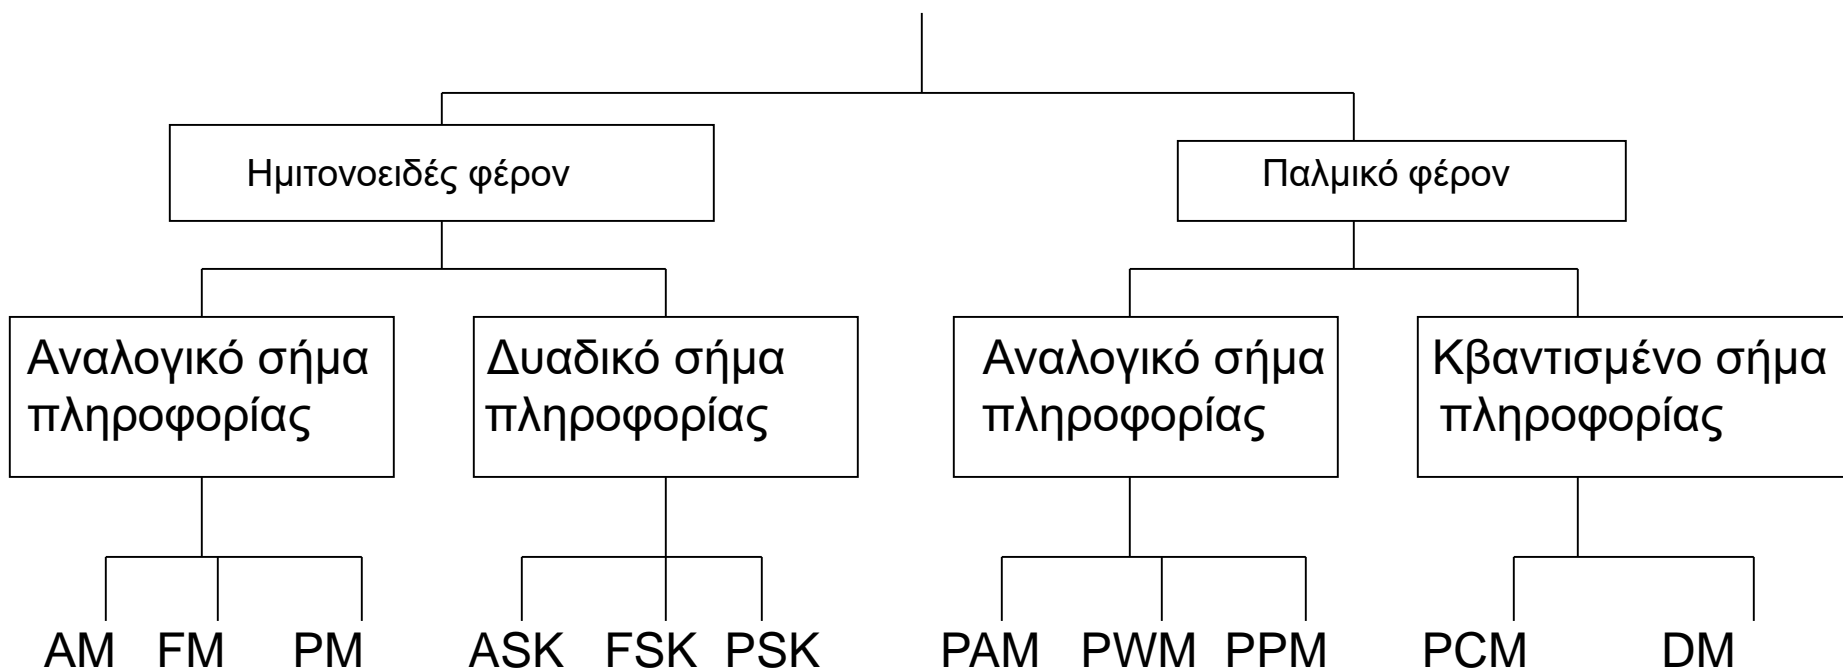 Ημιτονοειδές φέρον
Παλμικό φέρον
Αναλογικό σήμα
πληροφορίας
Δυαδικό σήμα
πληροφορίας
Αναλογικό σήμα
πληροφορίας
Κβαντισμένο σήμα
πληροφορίας
AM FM PM ASK FSK PSK PAM PWM PPM PCM DM